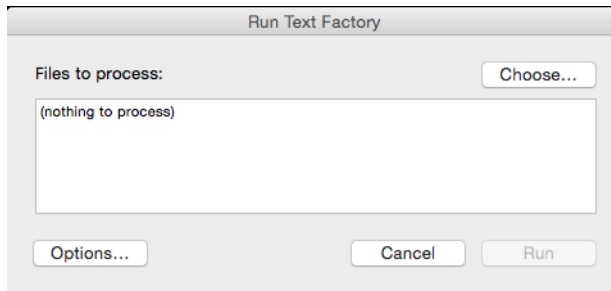 Run Text Factory
Files to process:
Choose...
(nothing to process)
Options...
Cancel
Run